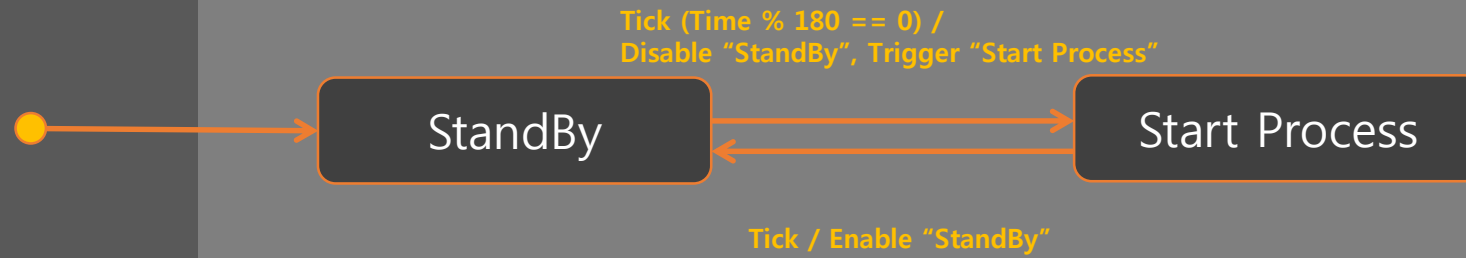 Tick (Time % 180 == 0) /
Disable “StandBy”, Trigger “Start Process”
StandBy
Start Process
Tick / Enable “StandBy”